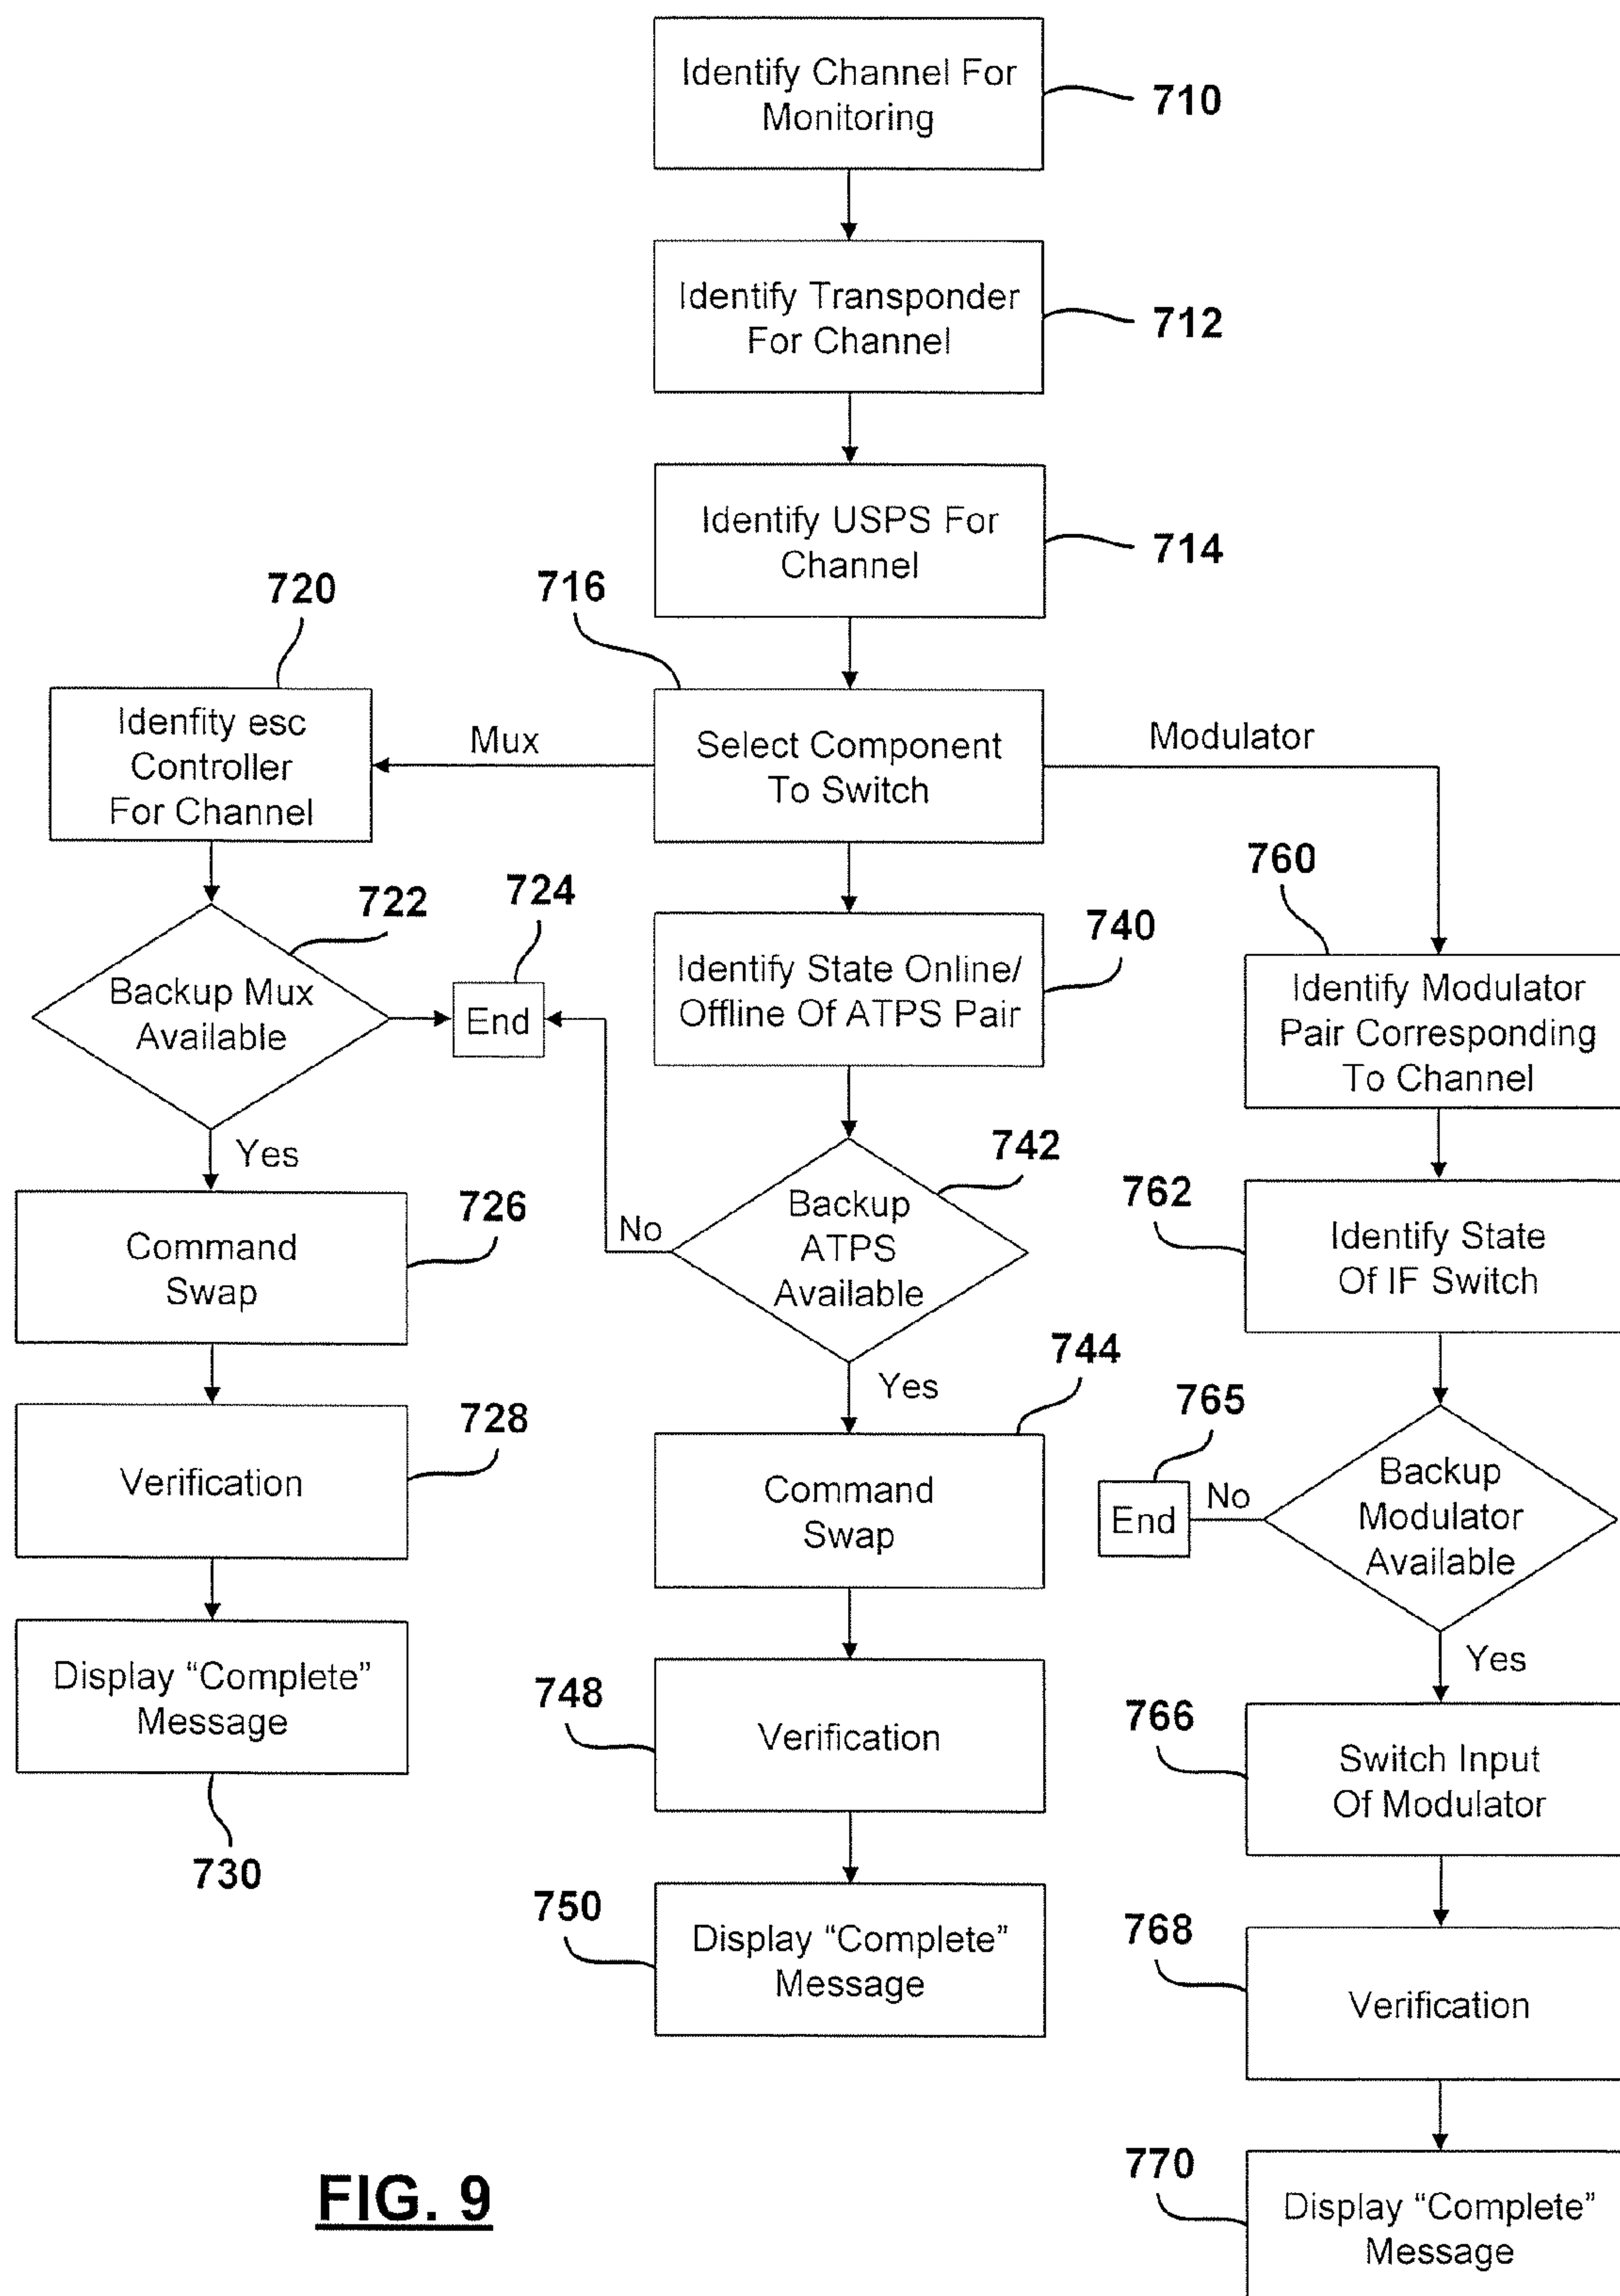 Identify Channel For
Monitoring
710
Identify Transponder
For Channel
712
Identify USPS For
Channel
714
716
Select Component
To Switch
Mux
Modulator
720
Idenfity esc
Controller
For Channel
722
Backup Mux
Available
724
End
Yes
726
Command
Swap
728
Verification
Display “Complete”
Message
730
740
Identify State Online/
Offline Of ATPS Pair
742
Backup
ATPS
Available
No
Yes
744
Command
Swap
748
Verification
750
Display “Complete”
Message
760
Identify Modulator
Pair Corresponding
To Channel
762
Identify State
Of IF Switch
765
End
No
Backup
Modulator
Available
Yes
766
Switch Input
Of Modulator
768
Verification
770
Display “Complete”
Message
FIG. 9